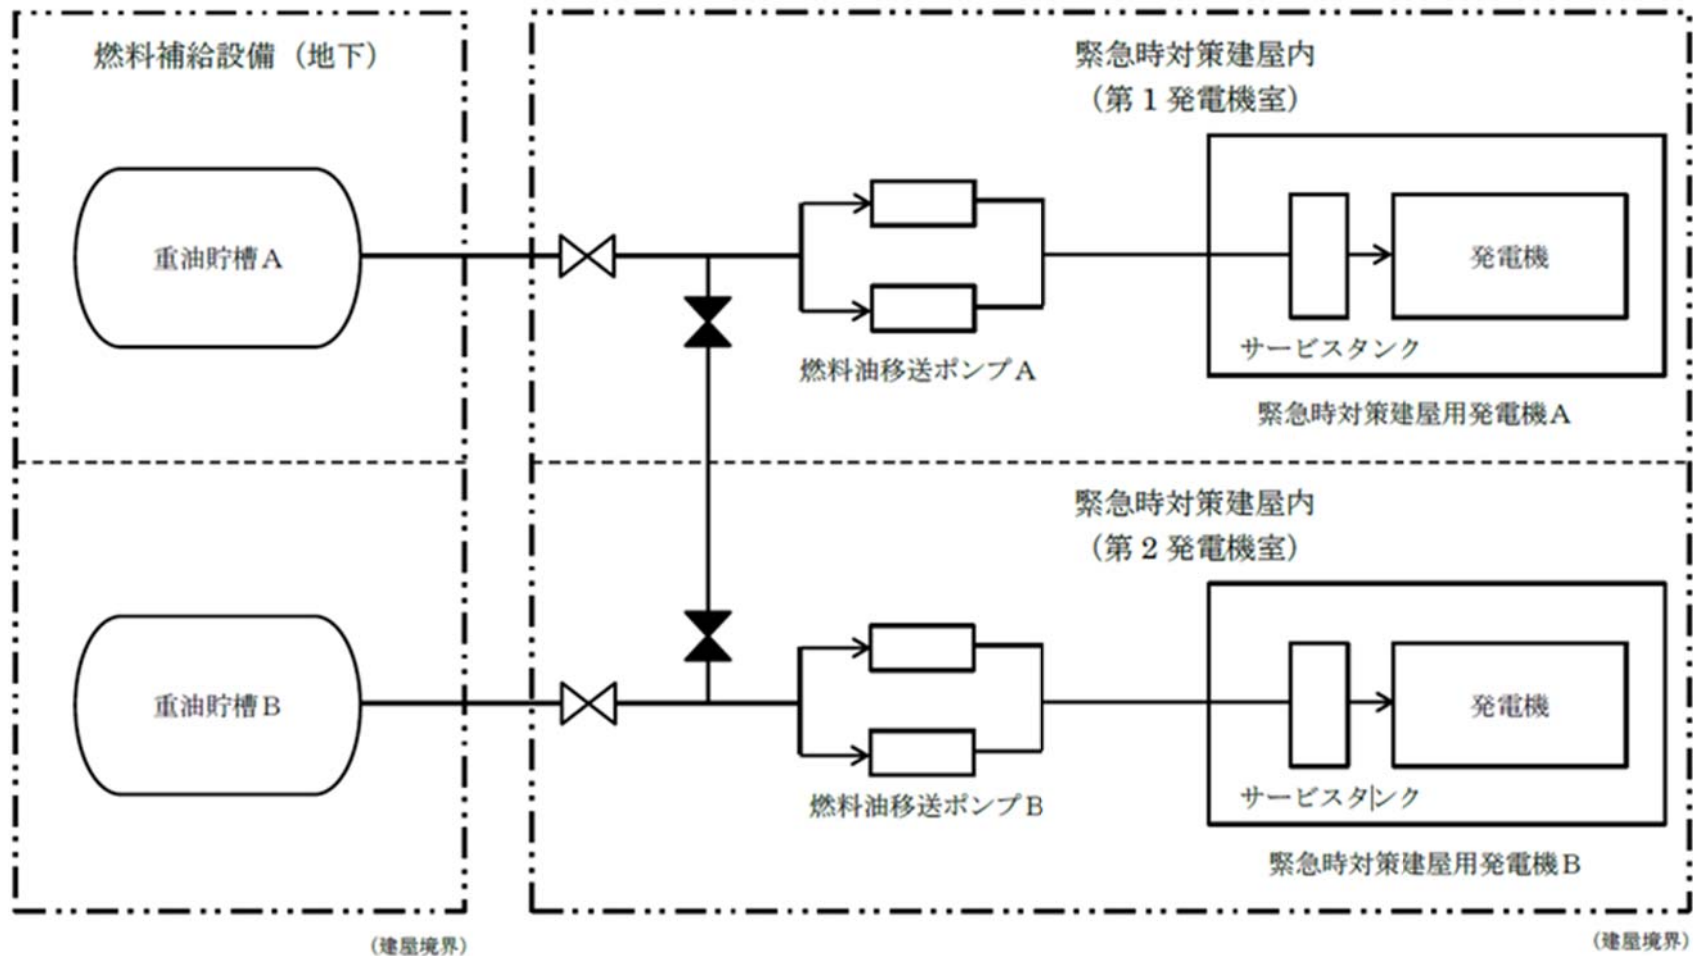 燃料補給設備（地下）
緊急時対策建屋内
（第１発電機室）
重油貯槽Ａ
発電機
サービスタンク
燃料油移送ポンプＡ
緊急時対策建屋用発電機Ａ
緊急時対策建屋内
（第２発電機室）
重油貯槽Ｂ
発電機
サービスタンク
燃料油移送ポンプＢ
緊急時対策建屋用発電機Ｂ
（建屋境界）
（建屋境界）